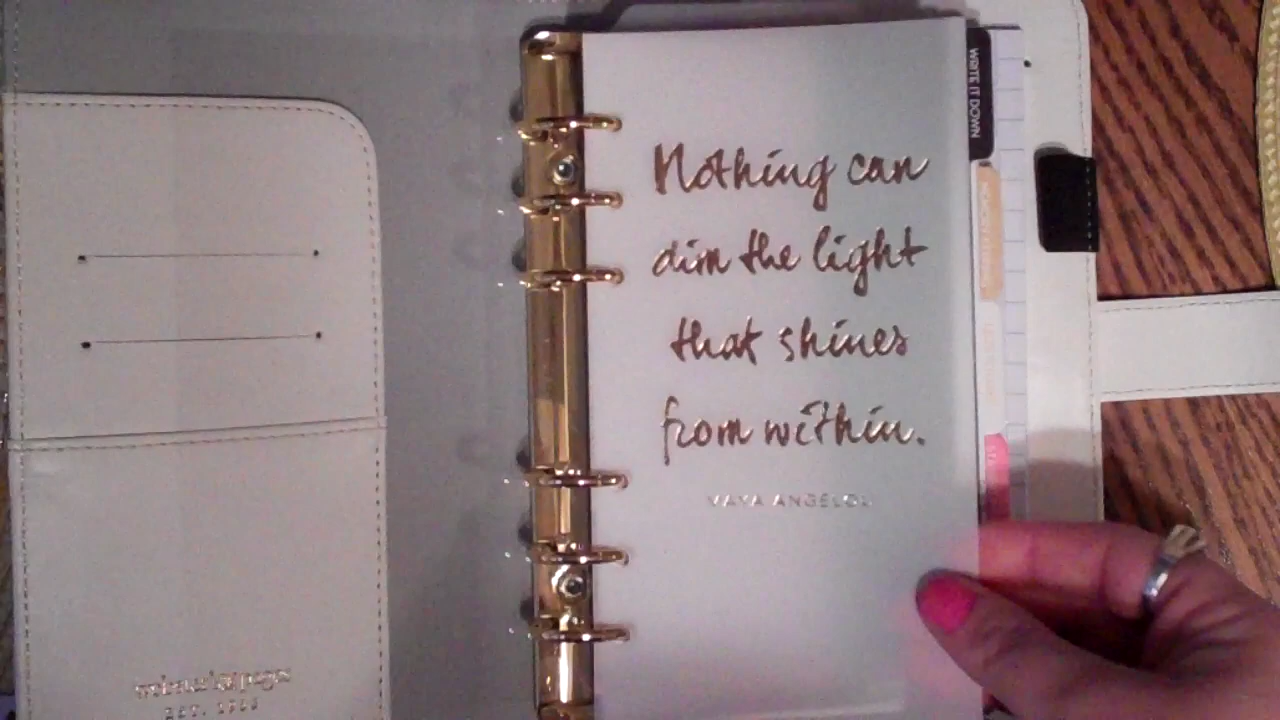 Nothing can
dim the light
that shines
from within.
MAYA ANGELOU
WRITE IT DOWN